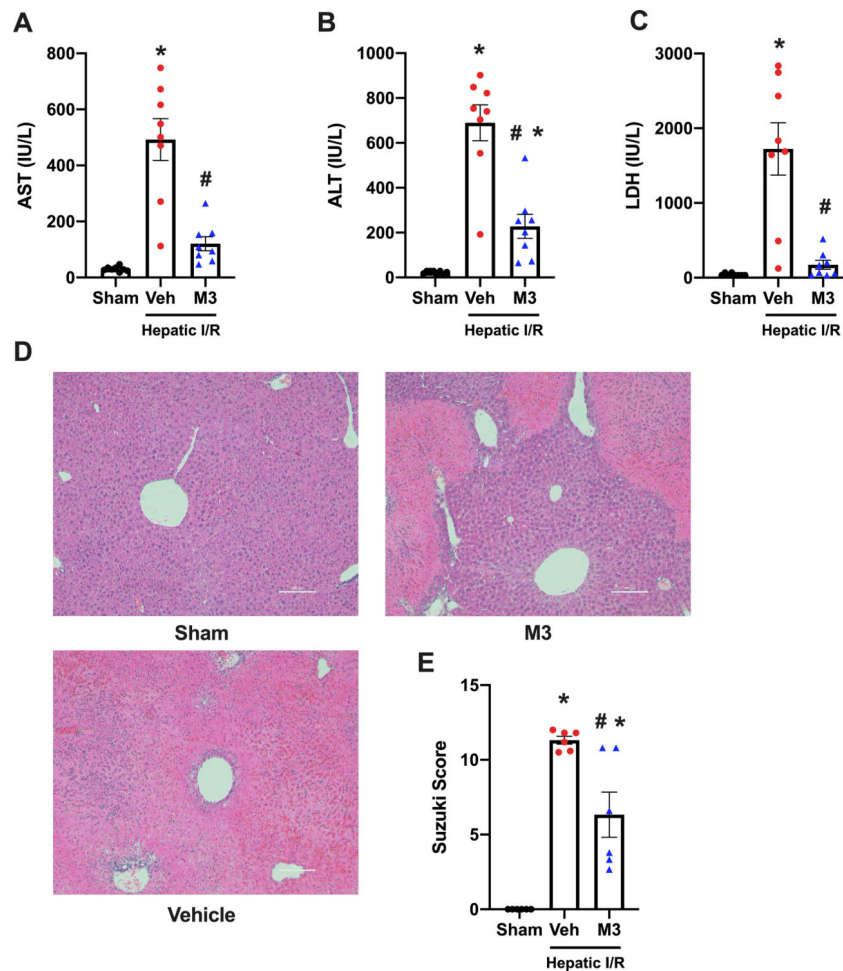 A
AST (IU/L)
800
600
400
200
0
*
#
Sham Veh M3
Hepatic I/R
B
ALT (IU/L)
1000
800
600
400
200
0
*
# *
Sham Veh M3
Hepatic I/R
C
LDH (IU/L)
3000
2000
1000
0
*
#
Sham Veh M3
Hepatic I/R
D
Sham
M3
Vehicle
E
Suzuki Score
15
10
5
0
*
# *
Sham Veh M3
Hepatic I/R